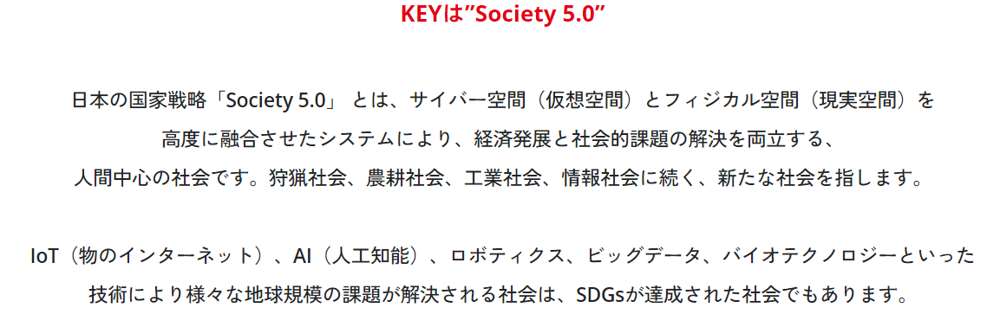 KEYは”Society 5.0”
日本の国家戦略「Society 5.0」 とは、サイバー空間（仮想空間）とフィジカル空間（現実空間）を
高度に融合させたシステムにより、経済発展と社会的課題の解決を両立する、
人間中心の社会です。狩猟社会、農耕社会、工業社会、情報社会に続く、新たな社会を指します。
IoT（物のインターネット）、AI（人工知能）、ロボティクス、ビッグデータ、バイオテクノロジーといった
技術により様々な地球規模の課題が解決される社会は、SDGsが達成された社会でもあります。